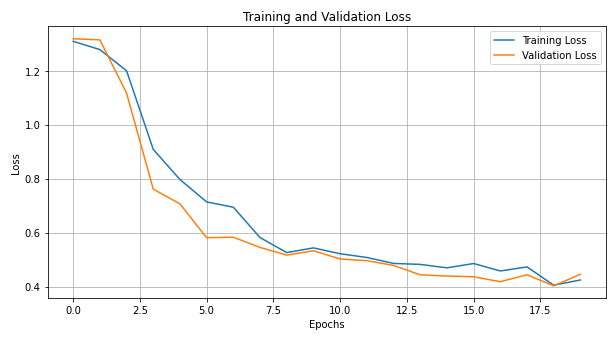 Training and Validation Loss
Training Loss
Validation Loss
1.2
1.0
0.8
0.6
0.4
Loss
0.0 2.5 5.0 7.5 10.0 12.5 15.0 17.5
Epochs